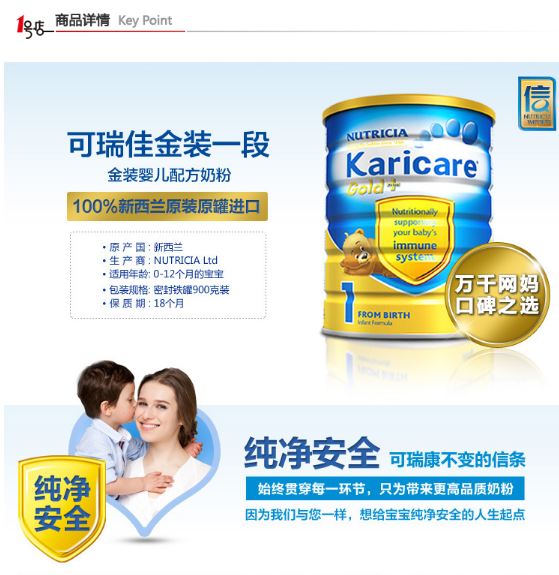 1号店 商品详情 Key Point
信
NUTRICIA
可瑞佳金装一段
金装婴儿配方奶粉
100%新西兰原装原罐进口
• 原 产 国 : 新西兰
• 生 产 商 : NUTRICIA Ltd
• 适用年龄: 0-12个月的宝宝
• 包装规格: 密封铁罐900克装
• 保 质 期 : 18个月
NUTRICIA
Karicare®
Gold+
Nutritionally
supporting
your baby's
immune
system.
1
FROM BIRTH
Infant Formula
万千网妈
口碑之选
纯净
安全
纯净安全 可瑞康不变的信条
始终贯穿每一环节，只为带来更高品质奶粉
因为我们与您一样，想给宝宝纯净安全的人生起点